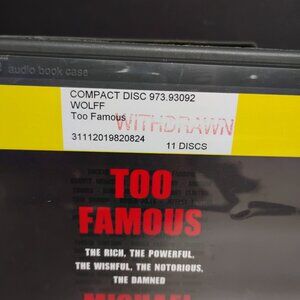 audio book case
COMPACT DISC 973.93092
WOLFF
Too Famous
WITHDRAWN
31112019820824
11 DISCS
TOO
FAMOUS
THE RICH, THE POWERFUL,
THE WISHFUL, THE NOTORIOUS,
THE DAMNED
MICHAEL